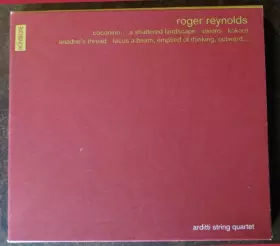 roger reynolds
coconino... a shattered landscape visions kokoro
ariadne's thread focus a beam, emptied of thinking, outward....
arditti string quartet